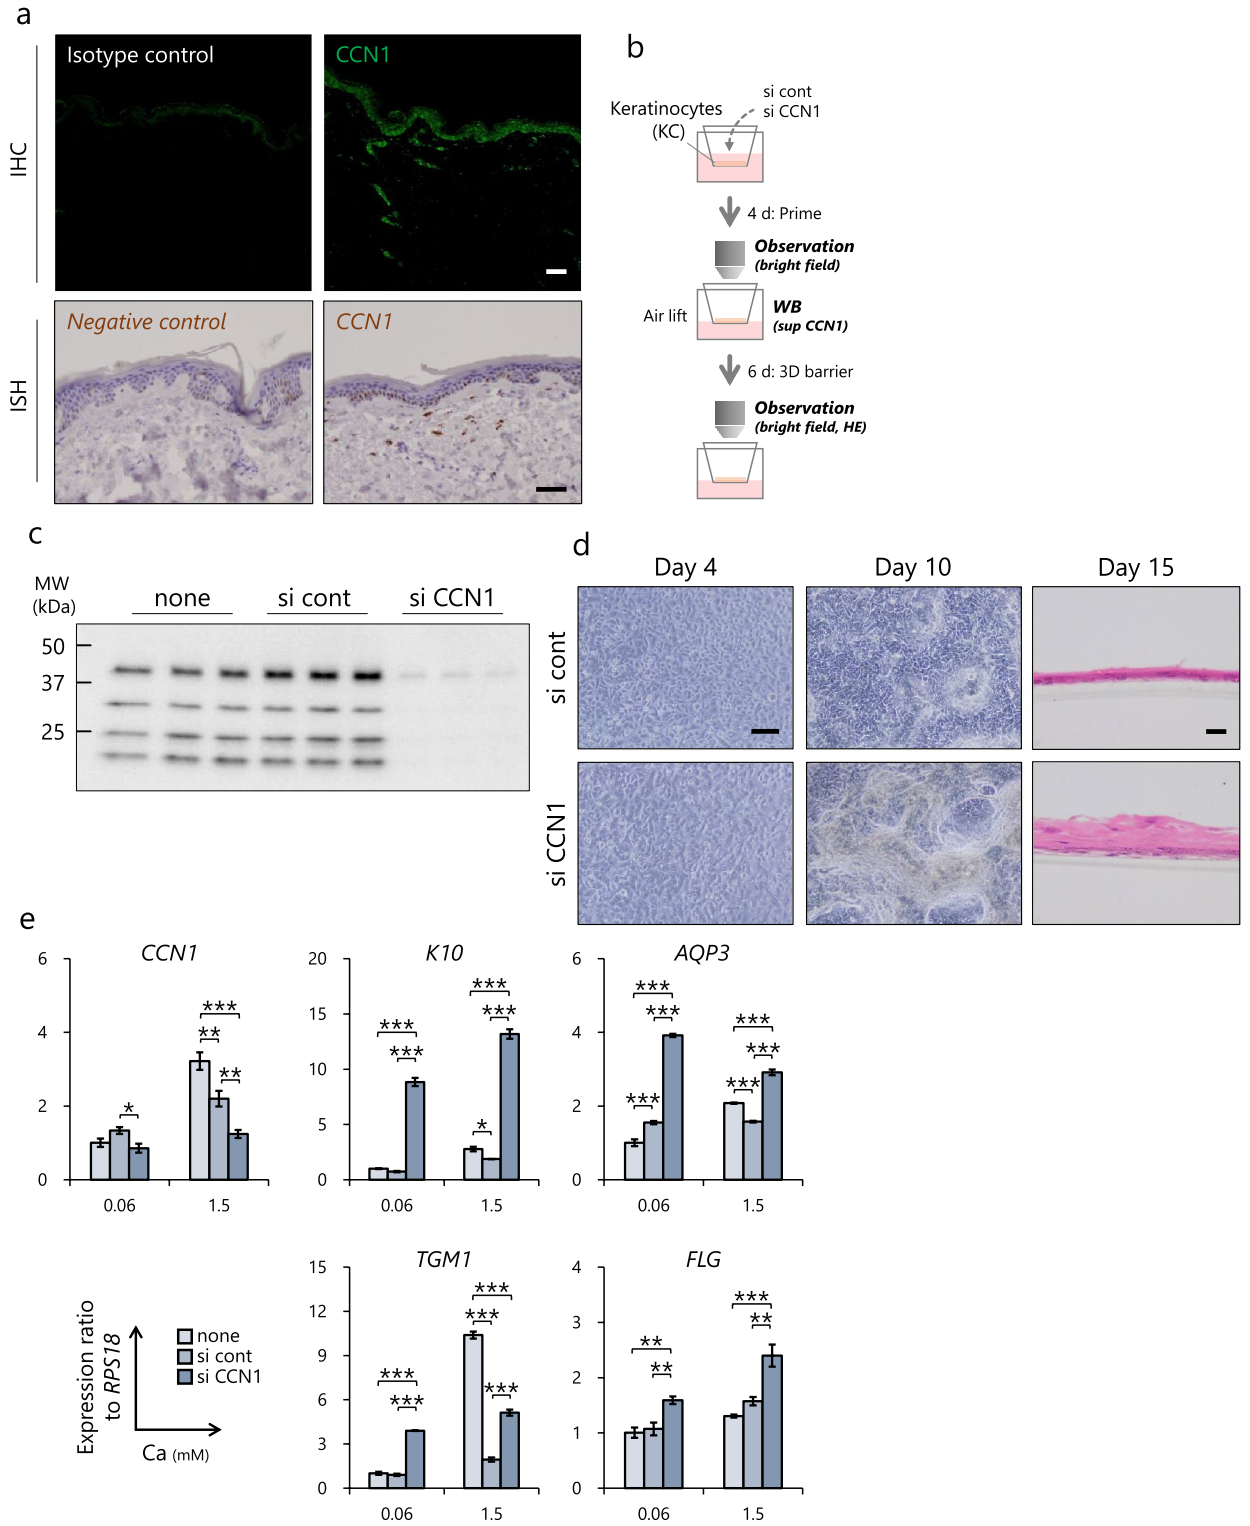 a
IHC
Isotype control
CCN1
ISH
Negative control
CCN1
b
si cont
si CCN1
Keratinocytes
(KC)
4 d: Prime
Observation
(bright field)
Air lift
WB
(sup CCN1)
6 d: 3D barrier
Observation
(bright field, HE)
c
MW
(kDa)
none
si cont
si CCN1
50
37
25
d
Day 4
Day 10
Day 15
si cont
si CCN1
e
CCN1
6
4
2
0
*
**
***
**
0.06
1.5
K10
20
15
10
5
0
***
***
***
***
*
0.06
1.5
AQP3
6
4
2
0
***
***
***
***
***
***
0.06
1.5
Expression ratio
to RPS18
none
si cont
si CCN1
Ca (mM)
TGM1
15
10
9
6
3
0
***
***
***
***
***
0.06
1.5
FLG
4
3
2
1
0
**
**
***
**
0.06
1.5